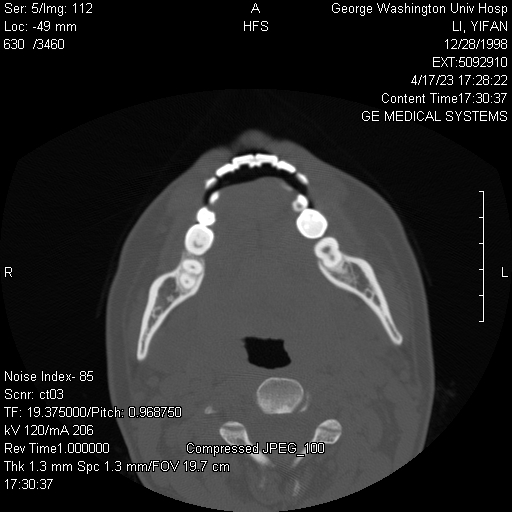 Ser: 5/Img: 112
Loc: -49 mm
630 /3460
A
HFS
George Washington Univ Hosp
LI, YIFAN
12/28/1998
EXT:5092910
4/17/23 17:28:22
Content Time17:30:37
GE MEDICAL SYSTEMS
R
L
Noise Index- 85
Scnr: ct03
TF: 19.375000/Pitch: 0.968750
kV 120/mA 206
Rev Time1.000000
Compressed JPEG_100
Thk 1.3 mm Spc 1.3 mm/FOV 19.7 cm
17:30:37